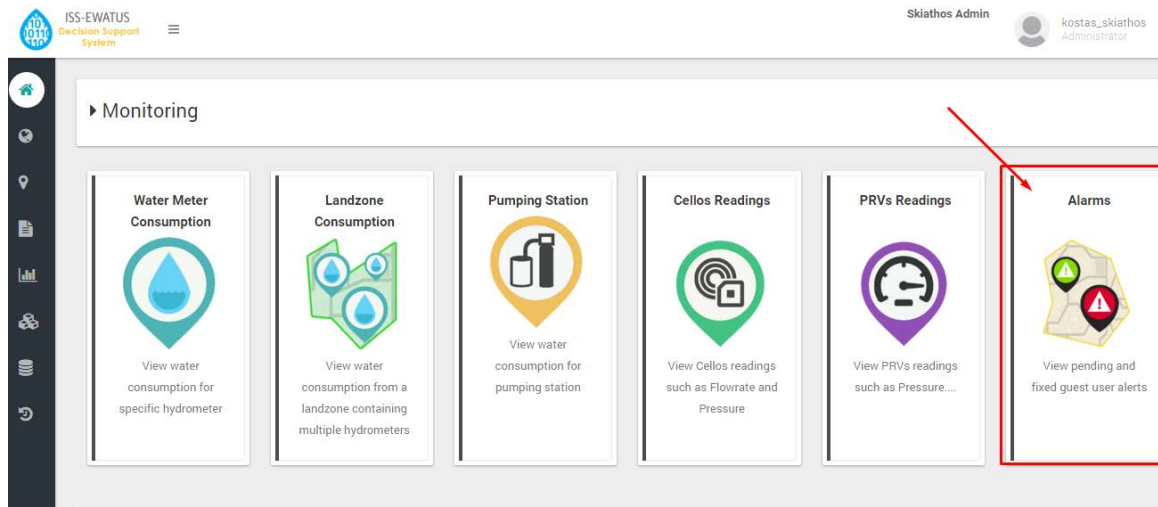 ISS-EWATUS
Decision Support
System
Skiathos Admin
kostas_skiathos
Administrator
Monitoring
Water Meter
Consumption
View water
consumption for
specific hydrometer
Landzone
Consumption
View water
consumption from a
landzone containing
multiple hydrometers
Pumping Station
View water
consumption for
pumping station
Cellos Readings
View Cellos readings
such as Flowrate and
Pressure
PRVs Readings
View PRVs readings
such as Pressure....
Alarms
View pending and
fixed guest user alerts